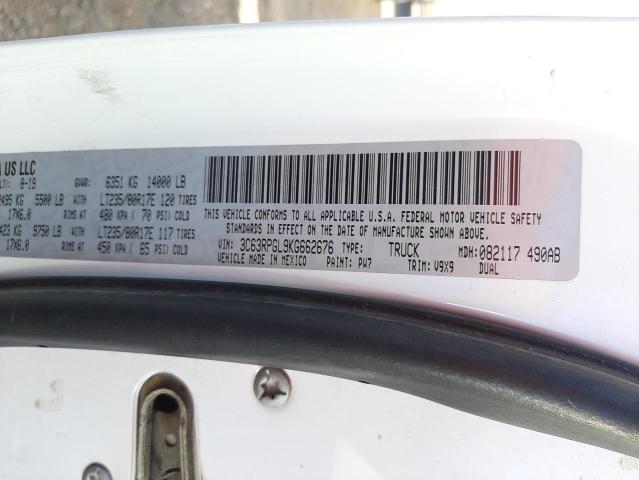 A US LLC
LT): 8-19 GVWR: 6351 KG 14000 LB
2495 KG 5500 LB WITH LT235/80R17E 120 TIRES
17X6.0 RIMS AT 480 KPA ( 70 PSI) COLD
423 KG 9750 LB WITH LT235/80R17E 117 TIRES
17X6.0 RIMS AT 450 KPA ( 65 PSI) COLD
THIS VEHICLE CONFORMS TO ALL APPLICABLE U.S.A. FEDERAL MOTOR VEHICLE SAFETY
STANDARDS IN EFFECT ON THE DATE OF MANUFACTURE SHOWN ABOVE.
VIN: 3C63RPGL9KG662676 TYPE: TRUCK MDH: 082117 490AB
VEHICLE MADE IN MEXICO PAINT: PW7 TRIM: V9X9 DUAL